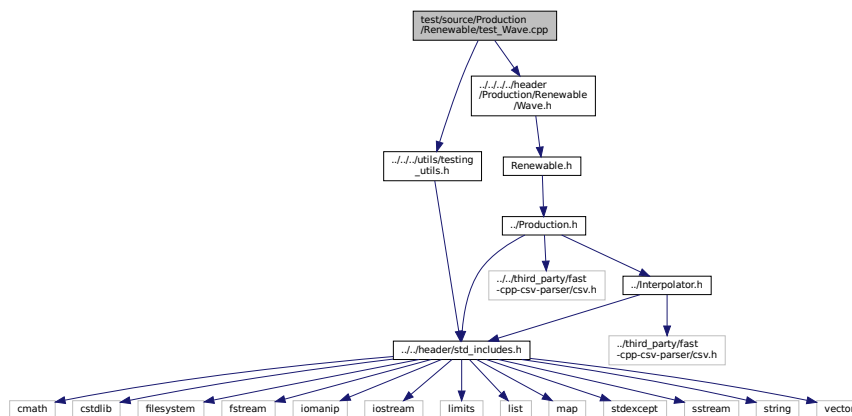 test/source/Production
/Renewable/test_Wave.cpp
../../../../header
/Production/Renewable
/Wave.h
../../../utils/testing
_utils.h
Renewable.h
../Production.h
../../third_party/fast
-cpp-csv-parser/csv.h
../Interpolator.h
../third_party/fast
-cpp-csv-parser/csv.h
../../header/std_includes.h
cmath
cstdlib
filesystem
fstream
iomanip
iostream
limits
list
map
stdexcept
sstream
string
vector